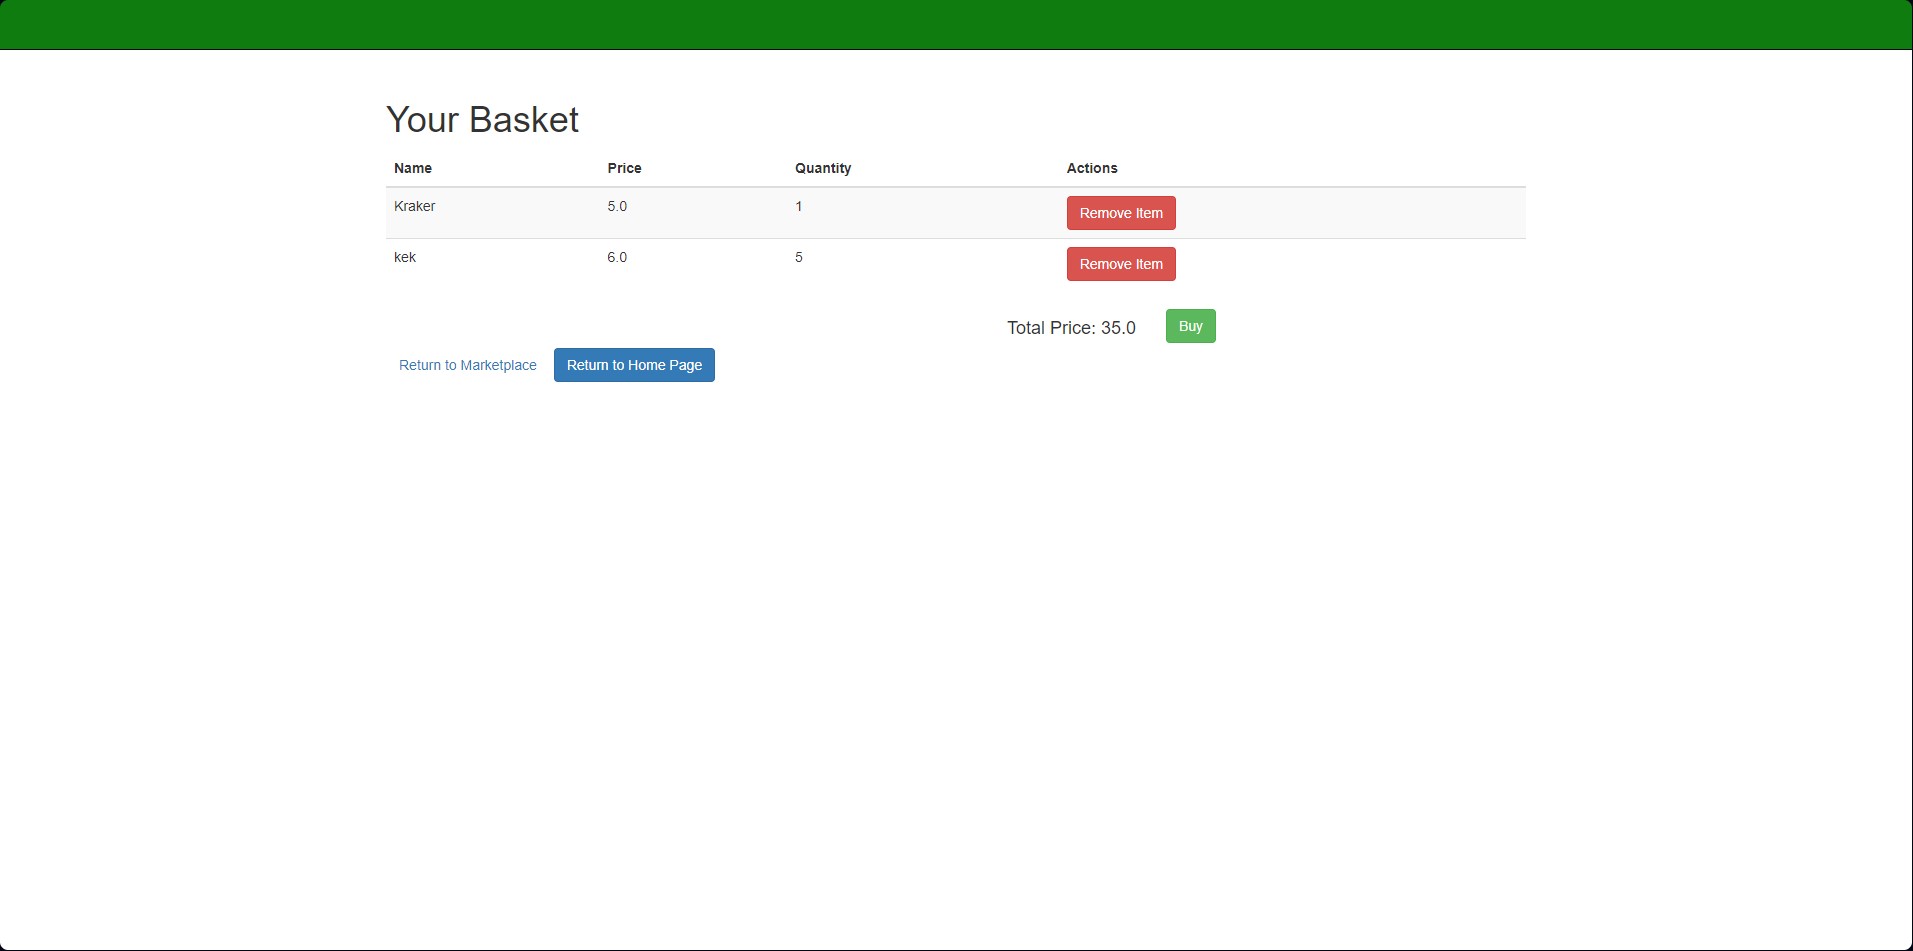 Your Basket
Name Price Quantity Actions
Kraker 5.0 1 Remove Item
kek 6.0 5 Remove Item
Total Price: 35.0 Buy
Return to Marketplace Return to Home Page